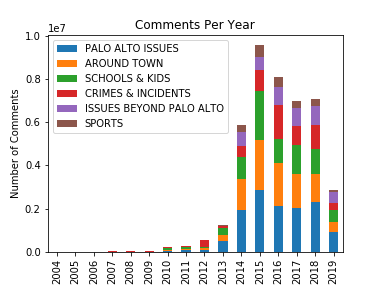 Comments Per Year
1e7
PALO ALTO ISSUES
AROUND TOWN
SCHOOLS & KIDS
CRIMES & INCIDENTS
ISSUES BEYOND PALO ALTO
SPORTS
Number of Comments
1.0
0.8
0.6
0.4
0.2
0.0
2004
2005
2006
2007
2008
2009
2010
2011
2012
2013
2014
2015
2016
2017
2018
2019